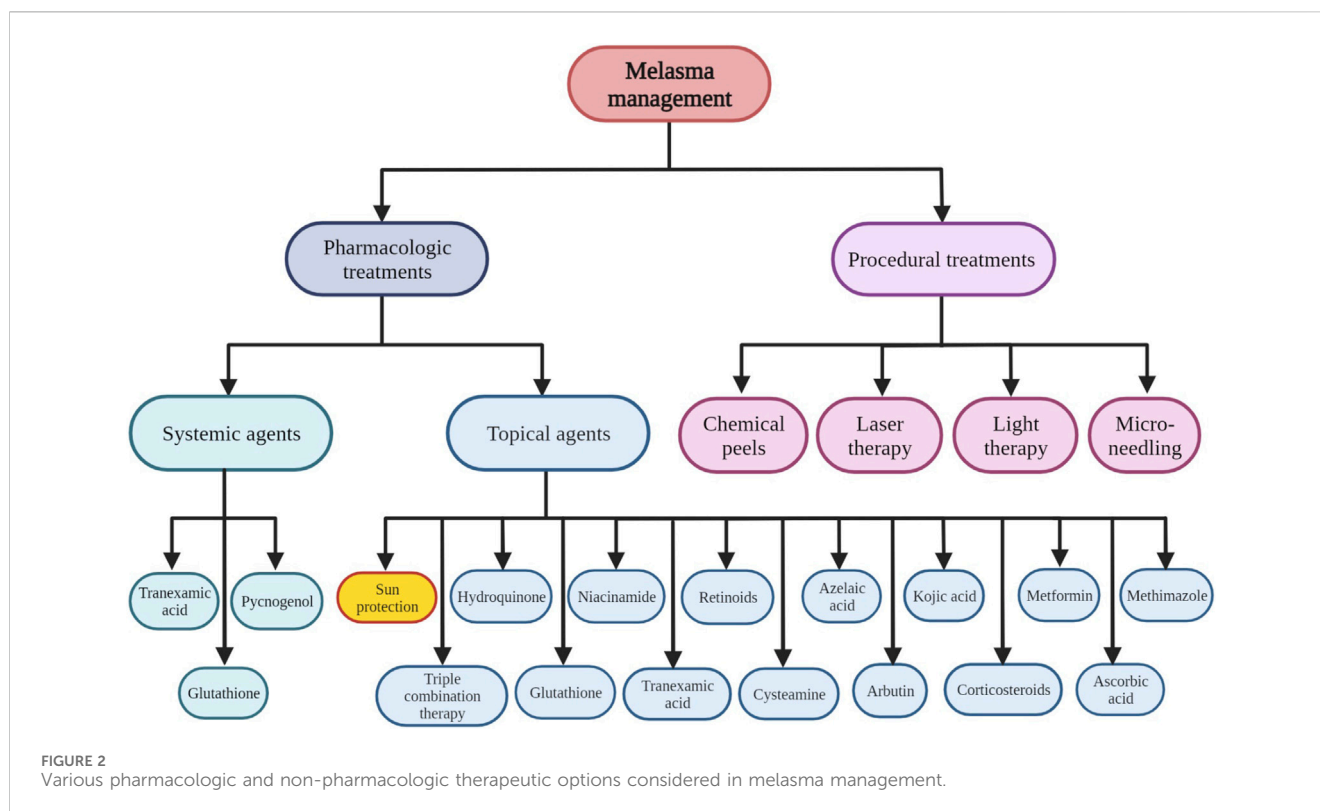 Melasma
management
Pharmacologic
treatments
Procedural treatments
Systemic agents
Topical agents
Chemical
peels
Laser
therapy
Light
therapy
Micro-
needling
Tranexamic
acid
Pycnogenol
Glutathione
Sun
protection
Hydroquinone
Niacinamide
Retinoids
Azelaic
acid
Kojic acid
Metformin
Methimazole
Triple
combination
therapy
Glutathione
Tranexamic
acid
Cysteamine
Arbutin
Corticosteroids
Ascorbic
acid
FIGURE 2
Various pharmacologic and non-pharmacologic therapeutic options considered in melasma management.